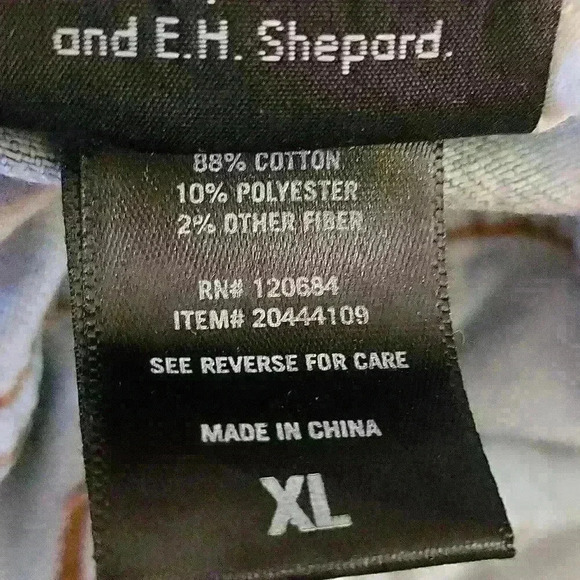 and E.H. Shepard.
88% COTTON
10% POLYESTER
2% OTHER FIBER
RN# 120684
ITEM# 20444109
SEE REVERSE FOR CARE
MADE IN CHINA
XL